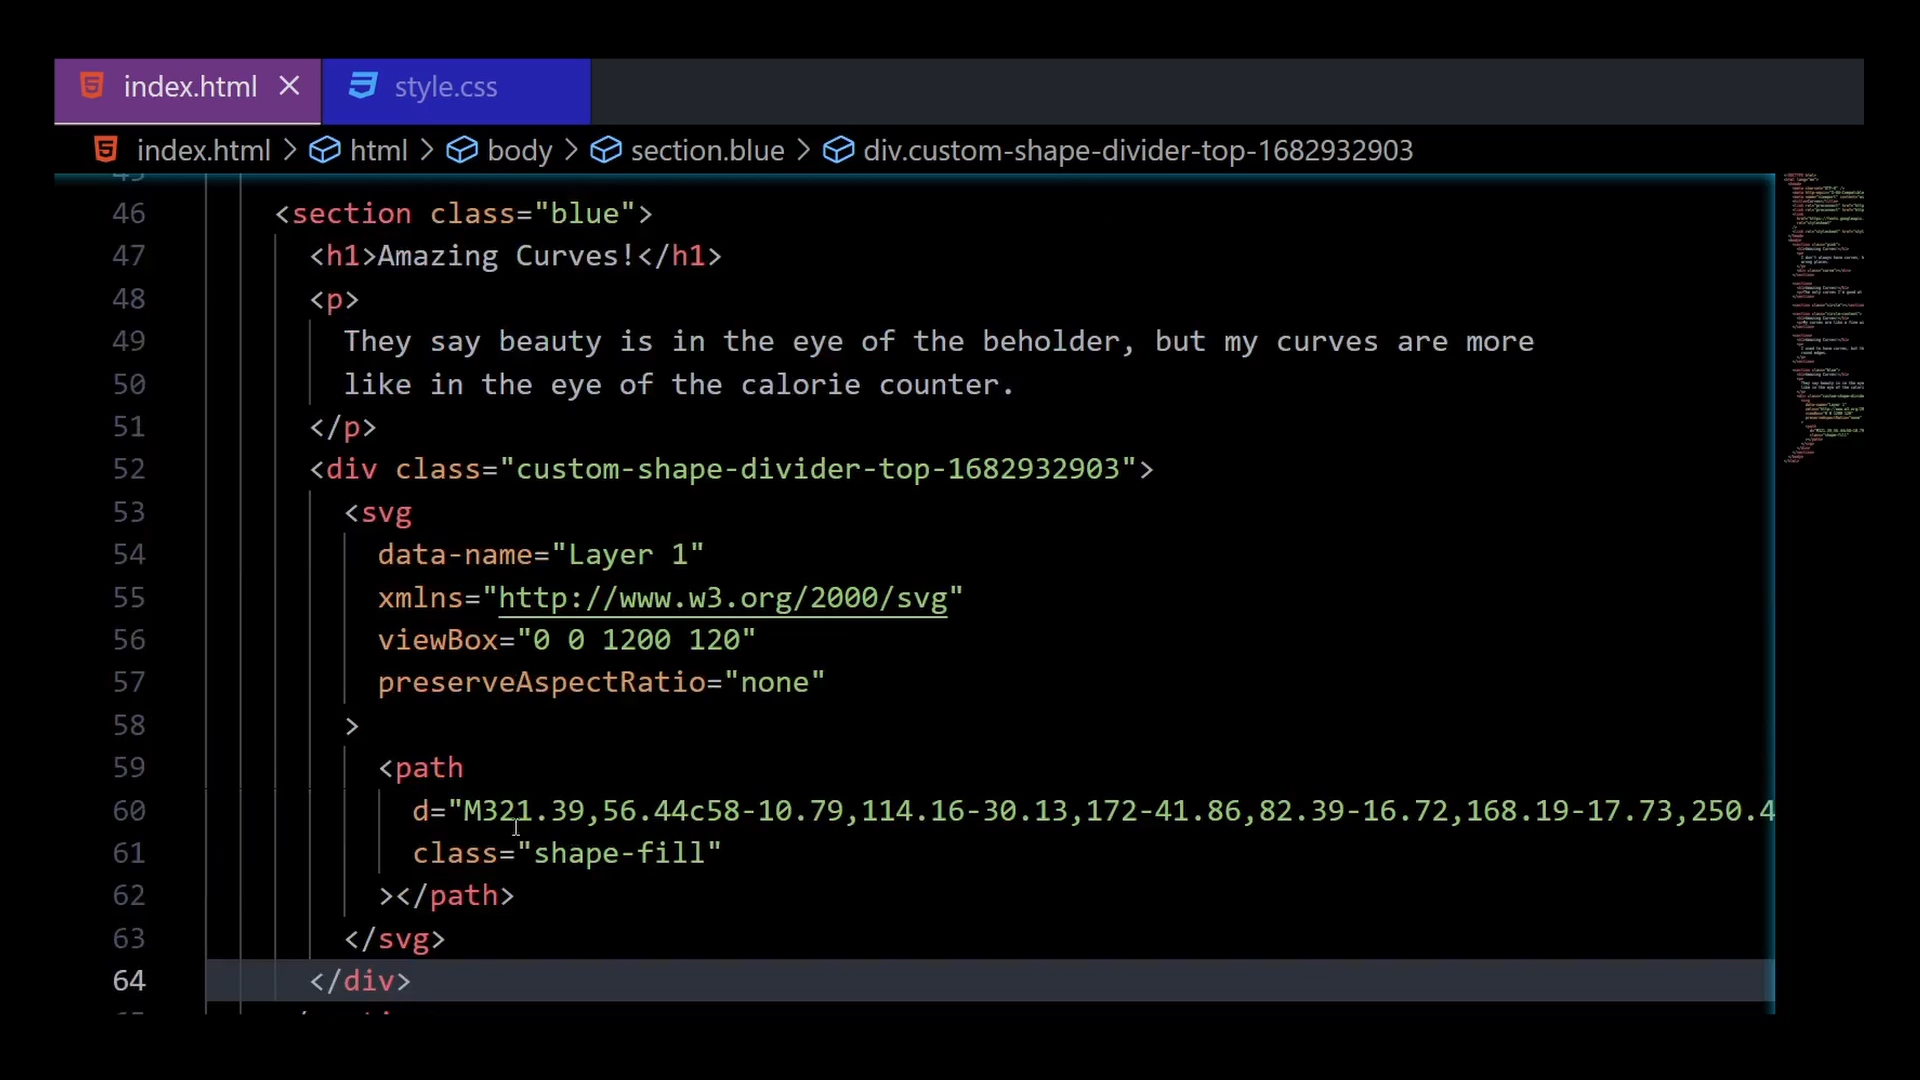 index.html style.css
index.html > html > body > section.blue > div.custom-shape-divider-top-1682932903
46 <section class="blue">
47 <h1>Amazing Curves!</h1>
48 <p>
49 They say beauty is in the eye of the beholder, but my curves are more
50 like in the eye of the calorie counter.
51 </p>
52 <div class="custom-shape-divider-top-1682932903">
53 <svg
54 data-name="Layer 1"
55 xmlns="http://www.w3.org/2000/svg"
56 viewBox="0 0 1200 120"
57 preserveAspectRatio="none"
58 >
59 <path
60 d="M321.39,56.44c58-10.79,114.16-30.13,172-41.86,82.39-16.72,168.19-17.73,250.4
61 class="shape-fill"
62 ></path>
63 </svg>
64 </div>